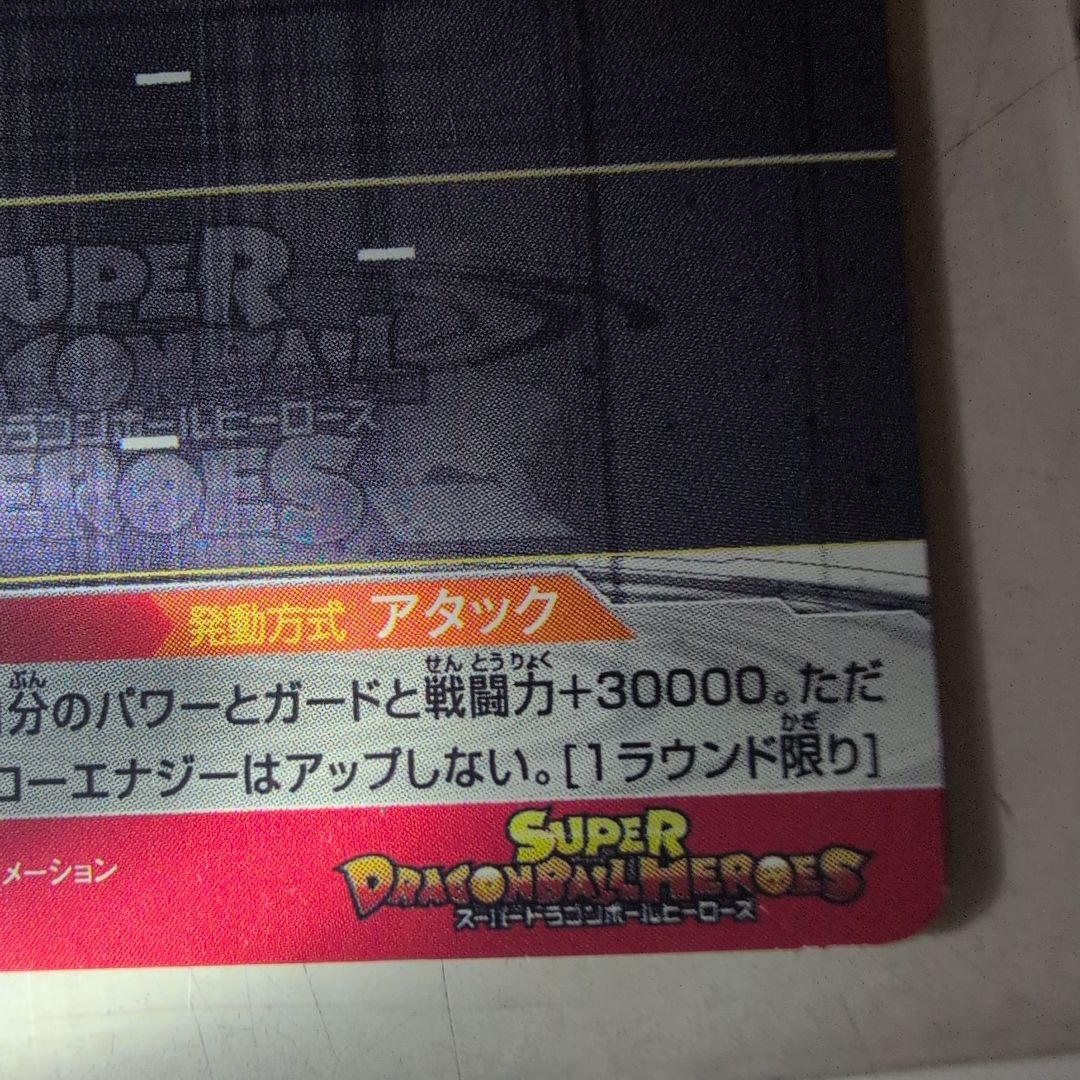 SUPER
DRAGON BALL
ドラゴンボールヒーローズ
HEROES
発動方式 アタック
ぶん せんとうりょく
分のパワーとガードと戦闘力+30000。ただ
かぎ
ローエナジーはアップしない。[1ラウンド限り]
メーション
SUPER
DRAGONBALL HEROES
スーパードラゴンボールヒーローズ